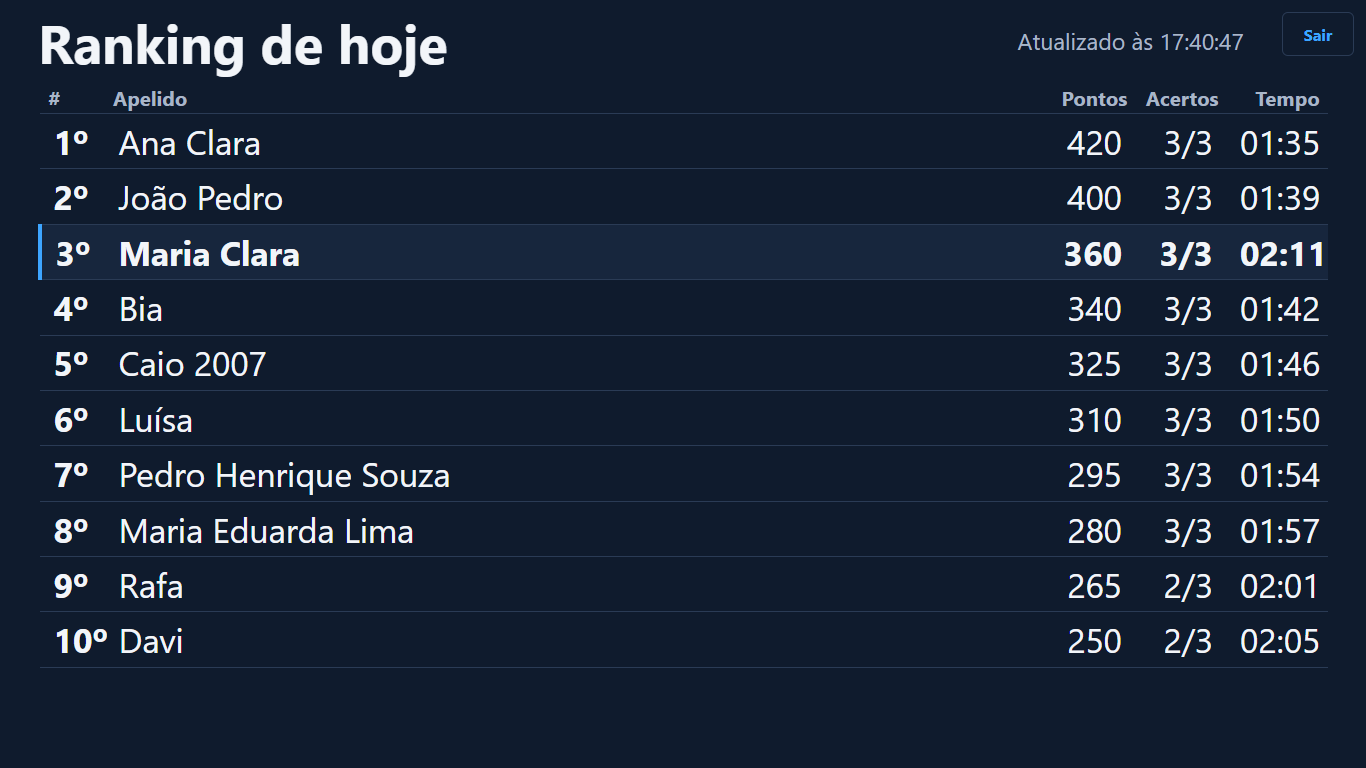 Ranking de hoje
Atualizado às 17:40:47
Sair
# Apelido Pontos Acertos Tempo
1º Ana Clara 420 3/3 01:35
2º João Pedro 400 3/3 01:39
3º Maria Clara 360 3/3 02:11
4º Bia 340 3/3 01:42
5º Caio 2007 325 3/3 01:46
6º Luísa 310 3/3 01:50
7º Pedro Henrique Souza 295 3/3 01:54
8º Maria Eduarda Lima 280 3/3 01:57
9º Rafa 265 2/3 02:01
10º Davi 250 2/3 02:05